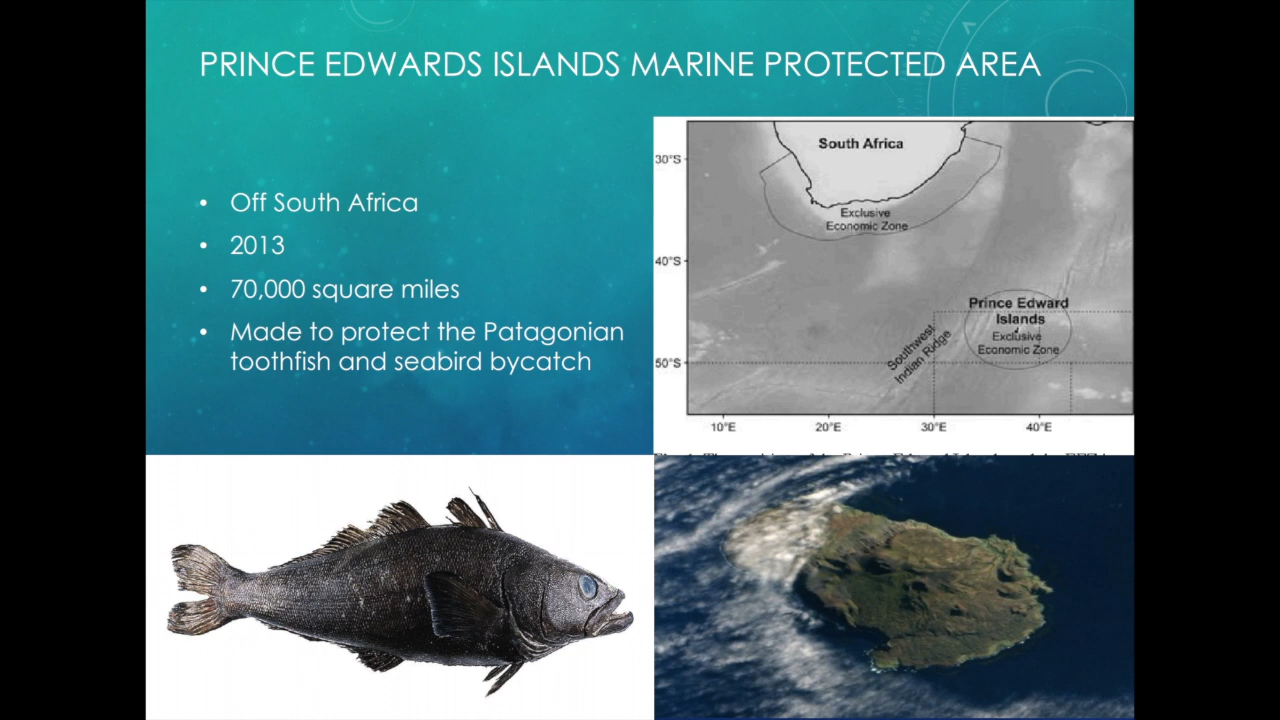 PRINCE EDWARDS ISLANDS MARINE PROTECTED AREA
• Off South Africa
• 2013
• 70,000 square miles
• Made to protect the Patagonian
toothfish and seabird bycatch
South Africa
Exclusive
Economic Zone
Prince Edward
Islands
Exclusive
Economic Zone
Southwest
Indian Ridge
30°S
40°S
50°S
10°E
20°E
30°E
40°E